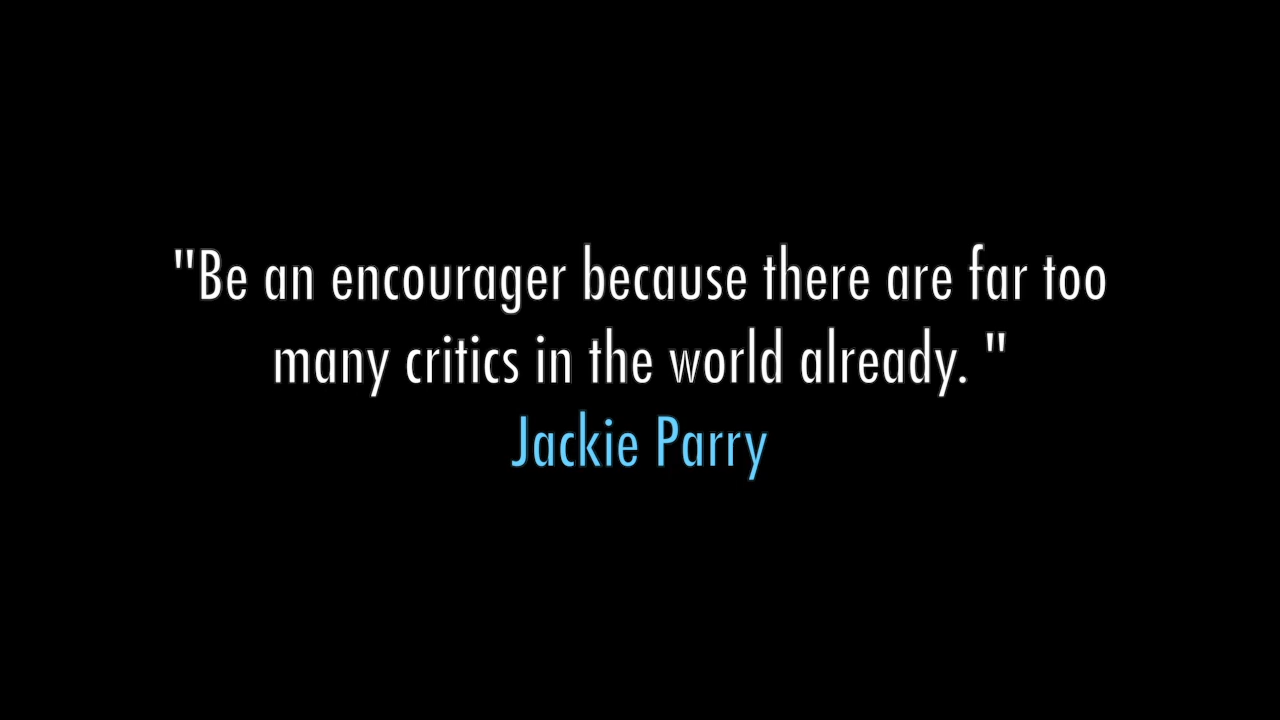 "Be an encourager because there are far too
many critics in the world already. "
Jackie Parry